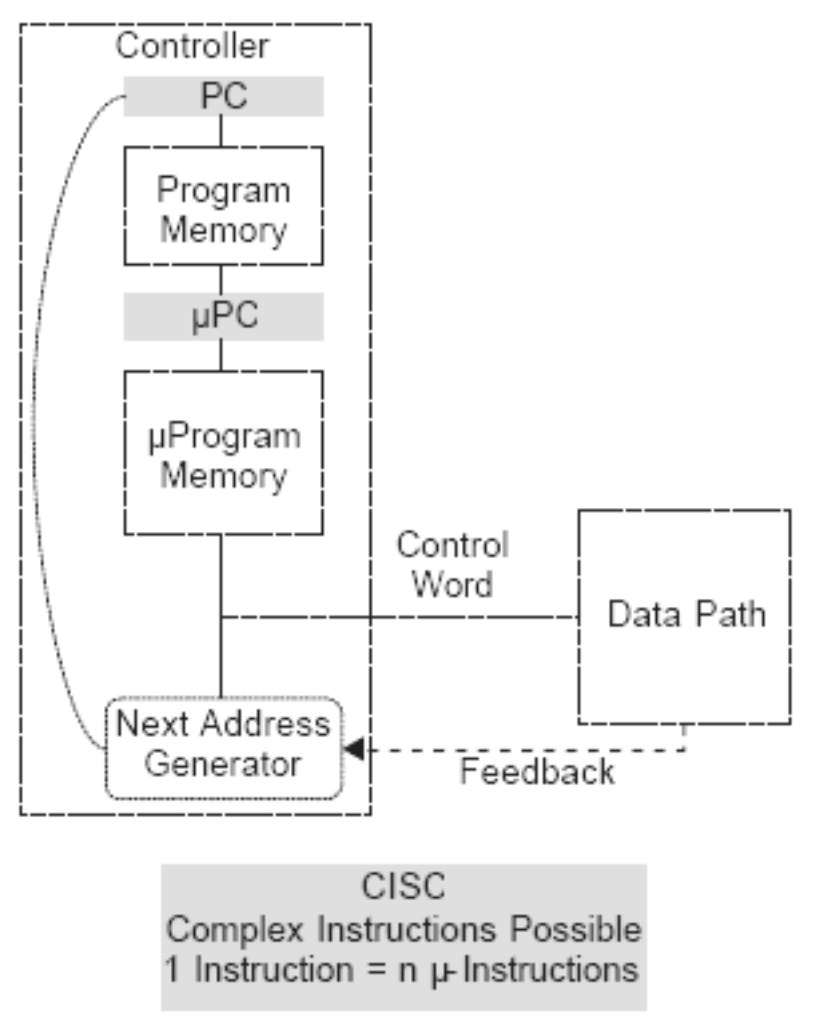 Controller
PC
Program
Memory
µPC
µProgram
Memory
Control
Word
Data Path
Next Address
Generator
Feedback
CISC
Complex Instructions Possible
1 Instruction = n µ-Instructions